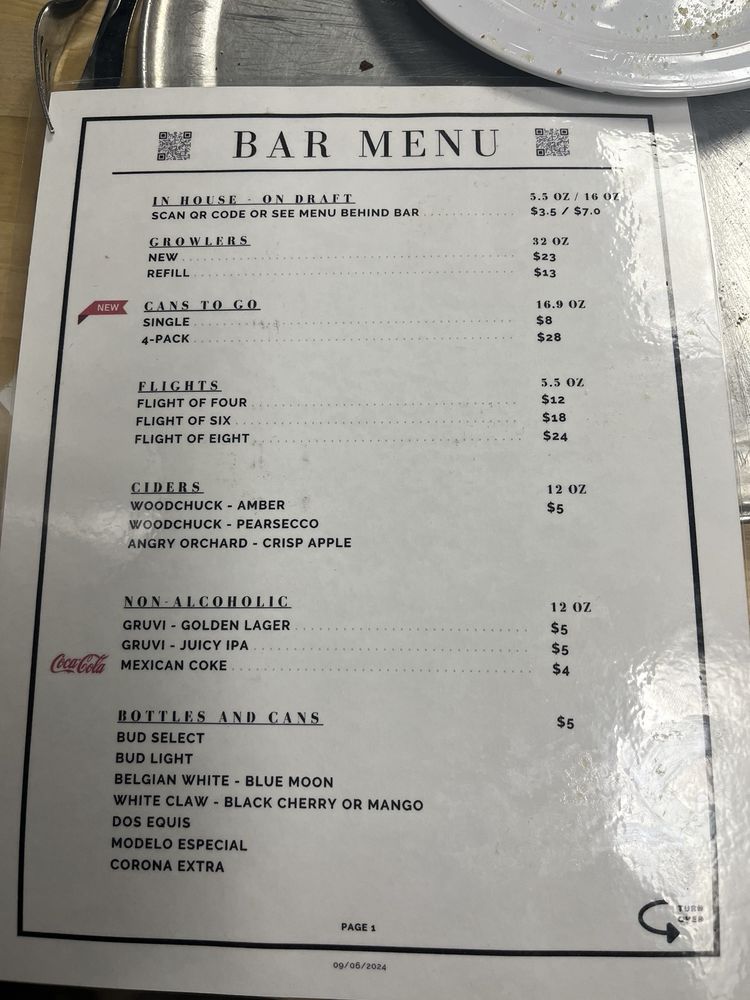 BAR MENU
IN HOUSE - ON DRAFT 5.5 OZ / 16 OZ
SCAN QR CODE OR SEE MENU BEHIND BAR $3.5 / $7.0
GROWLERS 32 OZ
NEW $23
REFILL $13
NEW CANS TO GO 16.9 OZ
SINGLE $8
4-PACK $28
FLIGHTS 5.5 OZ
FLIGHT OF FOUR $12
FLIGHT OF SIX $18
FLIGHT OF EIGHT $24
CIDERS 12 OZ
WOODCHUCK - AMBER $5
WOODCHUCK - PEARSECCO
ANGRY ORCHARD - CRISP APPLE
NON-ALCOHOLIC 12 OZ
GRUVI - GOLDEN LAGER $5
GRUVI - JUICY IPA $5
Coca-Cola MEXICAN COKE $4
BOTTLES AND CANS $5
BUD SELECT
BUD LIGHT
BELGIAN WHITE - BLUE MOON
WHITE CLAW - BLACK CHERRY OR MANGO
DOS EQUIS
MODELO ESPECIAL
CORONA EXTRA
TURN
OVER
PAGE 1
09/06/2024